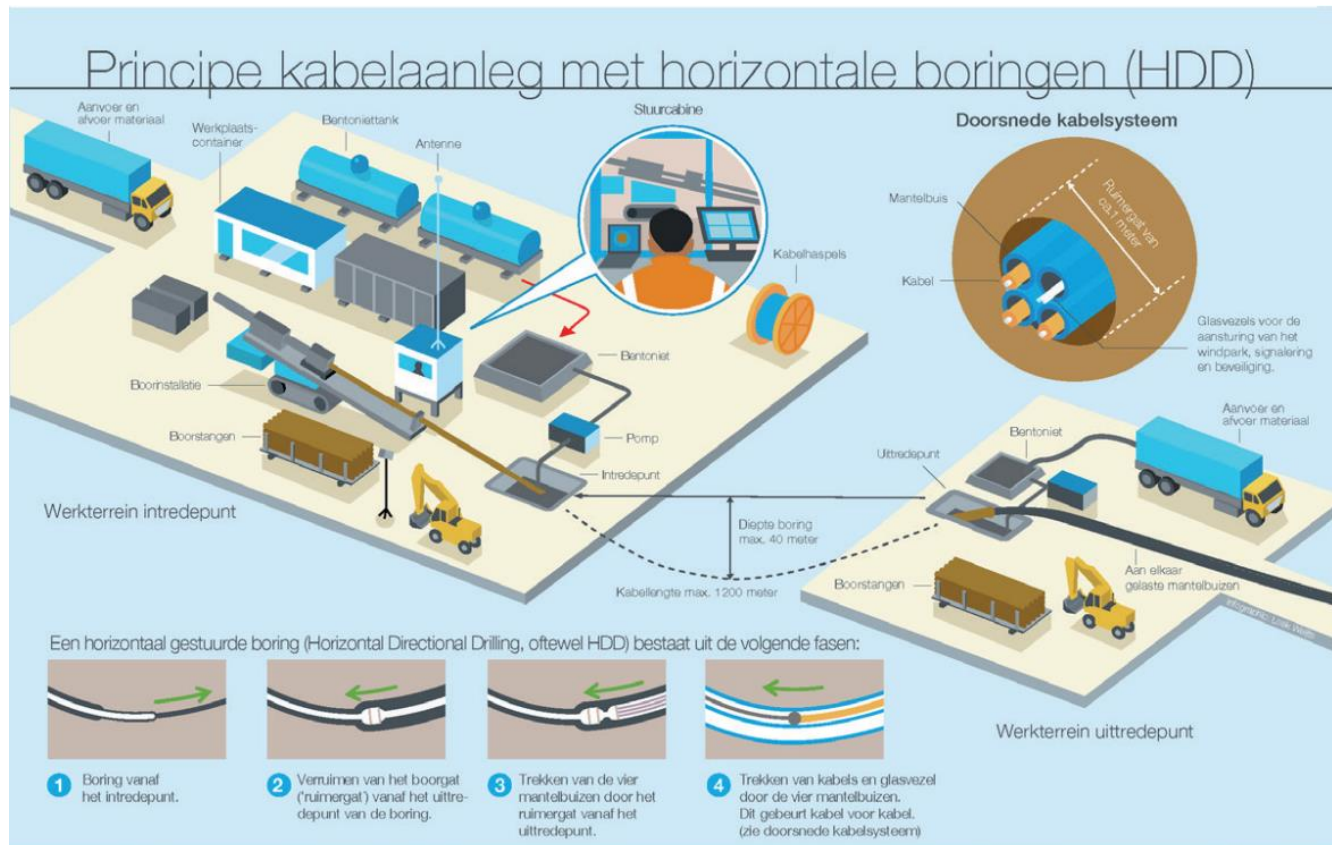 Principe kabelaanleg met horizontale boringen (HDD)
Aanvoer en
afvoer materiaal
Werkplaats-
container
Bentoniettank
Antenne
Stuurcabine
Kabelhaspels
Boorinstallatie
Boorstangen
Bentoniet
Pomp
Intredepunt
Werkterrein intredepunt
Doorsnede kabelsysteem
Mantelbuis
Kabel
Ruimergat van
ca.1 meter
Glasvezels voor de
aansturing van het
windpark, signalering
en beveiliging.
Diepte boring
max. 40 meter
Kabellengte max. 1200 meter
Uittredepunt
Bentoniet
Aanvoer en
afvoer materiaal
Boorstangen
Aan elkaar
gelaste mantelbuizen
Werkterrein uittredepunt
Een horizontaal gestuurde boring (Horizontal Directional Drilling, oftewel HDD) bestaat uit de volgende fasen:
1
Boring vanaf
het intredepunt.
2
Verruimen van het boorgat
('ruimergat') vanaf het uittre-
depunt van de boring.
3
Trekken van de vier
mantelbuizen door het
ruimergat vanaf het
uittredepunt.
4
Trekken van kabels en glasvezel
door de vier mantelbuizen.
Dit gebeurt kabel voor kabel.
(zie doorsnede kabelsysteem)